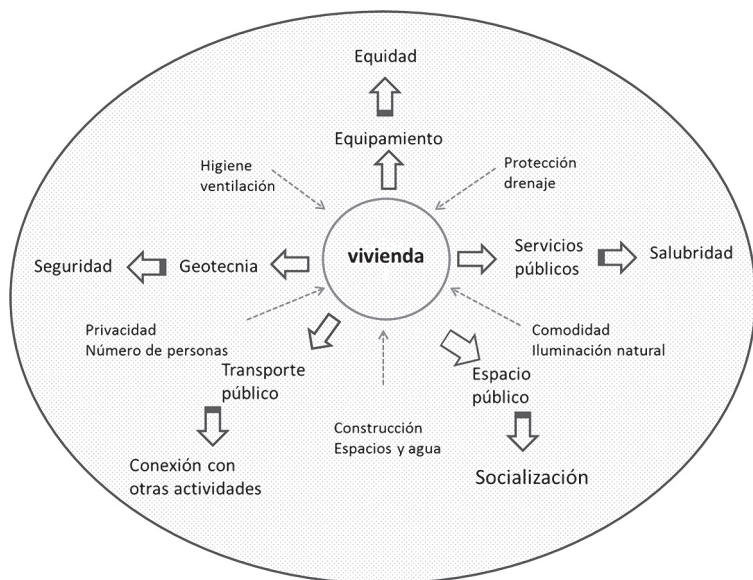 Equidad
Equipamiento
Higiene
ventilación
Protección
drenaje
vivienda
Seguridad
Geotecnia
Servicios
públicos
Salubridad
Privacidad
Número de personas
Comodidad
Iluminación natural
Transporte
público
Espacio
público
Construcción
Espacios y agua
Conexión con
otras actividades
Socialización